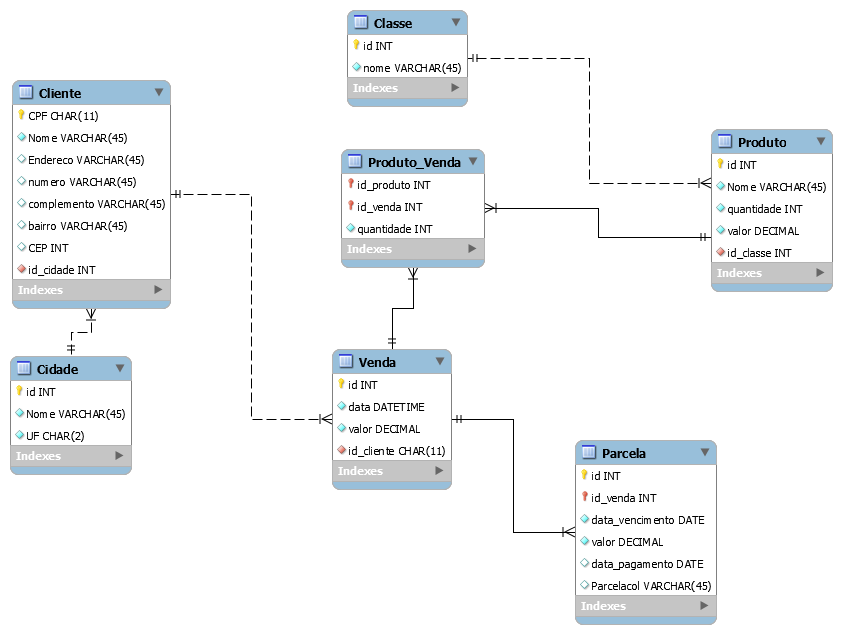 Classe
id INT
nome VARCHAR(45)
Indexes
Cliente
CPF CHAR(11)
Nome VARCHAR(45)
Endereco VARCHAR(45)
numero VARCHAR(45)
complemento VARCHAR(45)
bairro VARCHAR(45)
CEP INT
id_cidade INT
Indexes
Produto_Venda
id_produto INT
id_venda INT
quantidade INT
Indexes
Produto
id INT
Nome VARCHAR(45)
quantidade INT
valor DECIMAL
id_classe INT
Indexes
Cidade
id INT
Nome VARCHAR(45)
UF CHAR(2)
Indexes
Venda
id INT
data DATETIME
valor DECIMAL
id_cliente CHAR(11)
Indexes
Parcela
id INT
id_venda INT
data_vencimento DATE
valor DECIMAL
data_pagamento DATE
Parcelacol VARCHAR(45)
Indexes